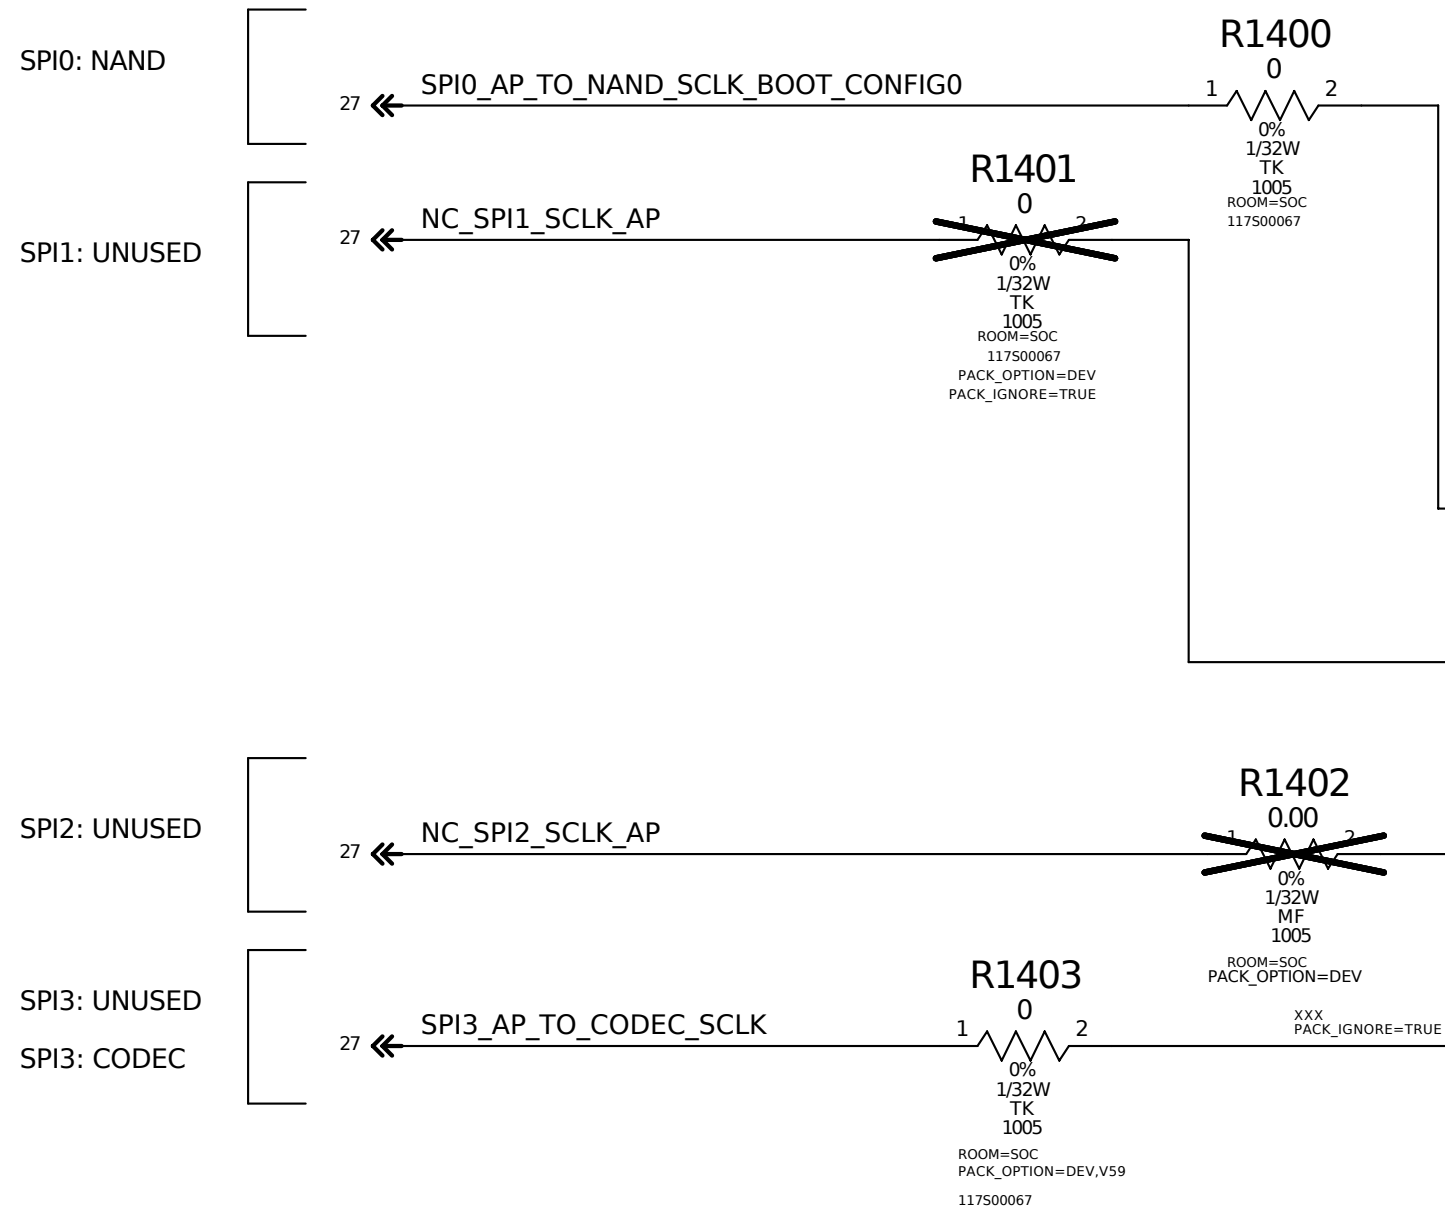 SPI0: NAND
27
SPI0_AP_TO_NAND_SCLK_BOOT_CONFIG0
R1400
0
1
2
0%
1/32W
TK
1005
ROOM=SOC
117S00067
SPI1: UNUSED
27
NC_SPI1_SCLK_AP
R1401
0
1
2
0%
1/32W
TK
1005
ROOM=SOC
117S00067
PACK_OPTION=DEV
PACK_IGNORE=TRUE
SPI2: UNUSED
27
NC_SPI2_SCLK_AP
R1402
0.00
1
2
0%
1/32W
MF
1005
ROOM=SOC
PACK_OPTION=DEV
XXX
PACK_IGNORE=TRUE
SPI3: UNUSED
SPI3: CODEC
27
SPI3_AP_TO_CODEC_SCLK
R1403
0
1
2
0%
1/32W
TK
1005
ROOM=SOC
PACK_OPTION=DEV,V59
117S00067